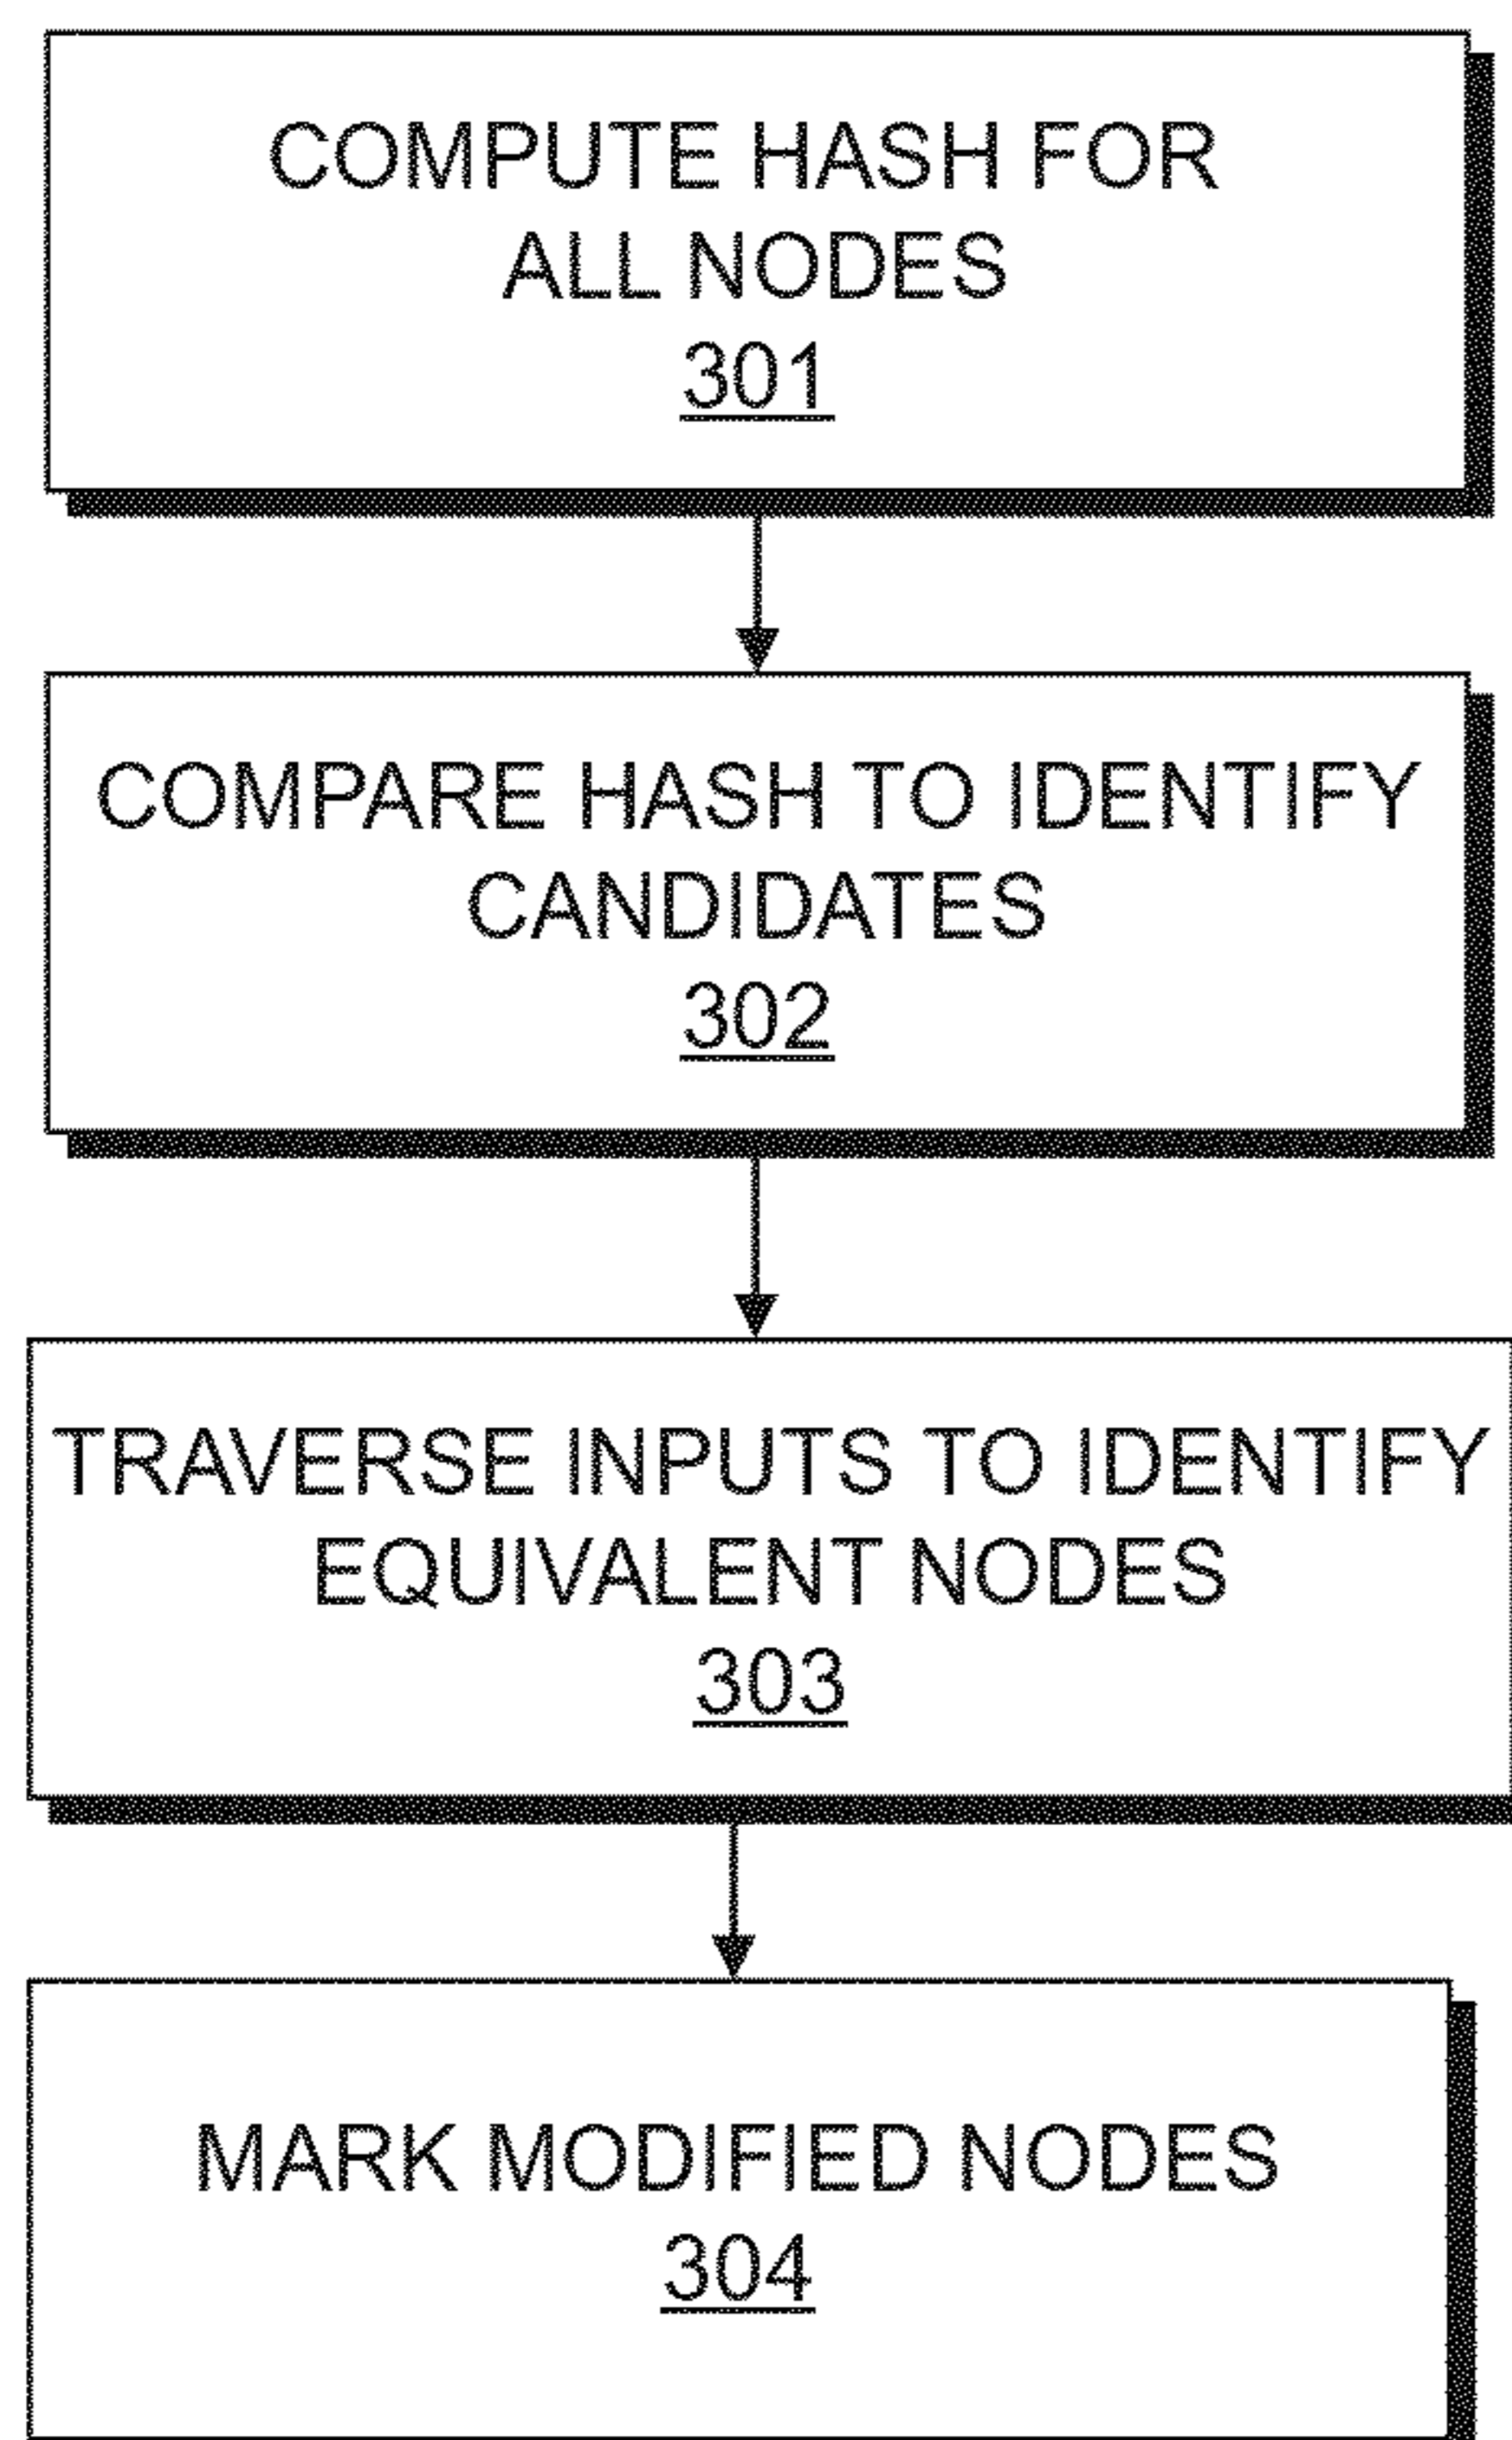 COMPUTE HASH FOR
ALL NODES
301
COMPARE HASH TO IDENTIFY
CANDIDATES
302
TRAVERSE INPUTS TO IDENTIFY
EQUIVALENT NODES
303
MARK MODIFIED NODES
304